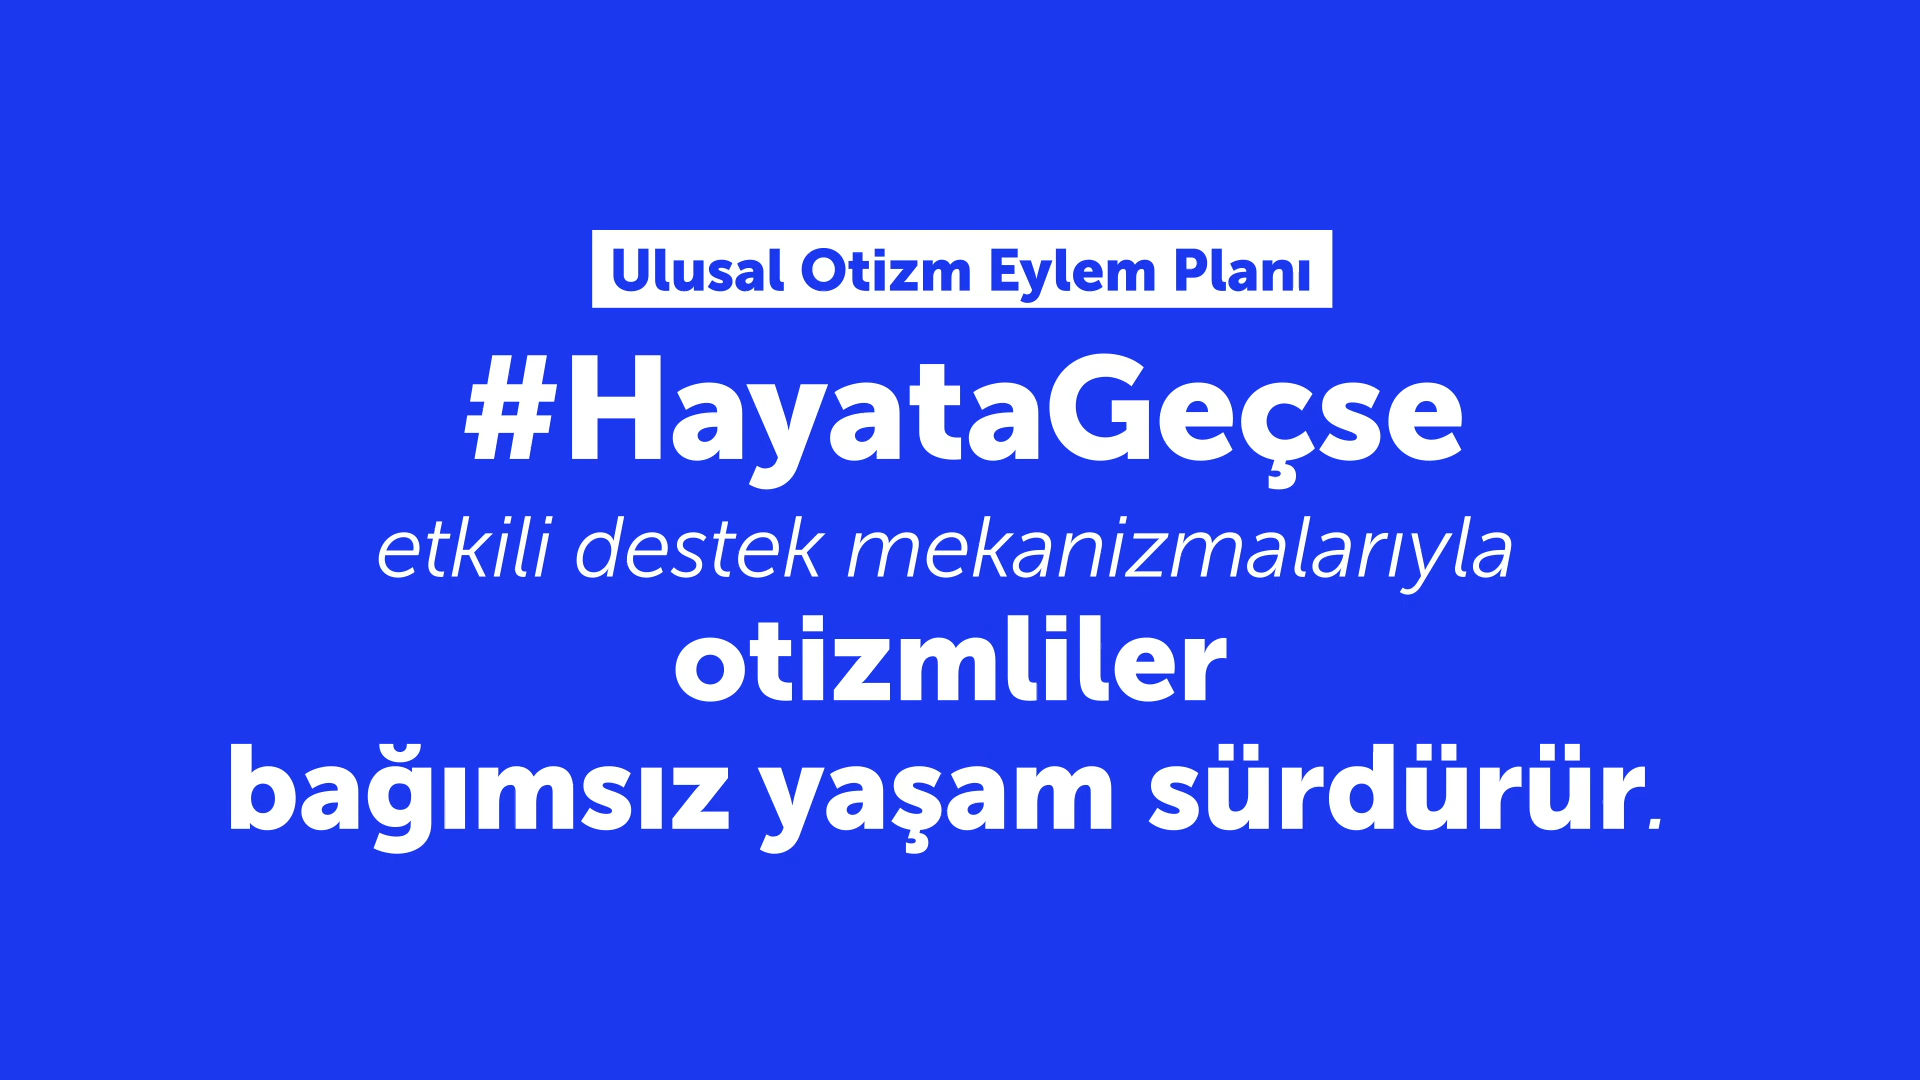 Ulusal Otizm Eylem Planı
#HayataGeçse
etkili destek mekanizmalarıyla
otizmliler
bağımsız yaşam sürdürür.